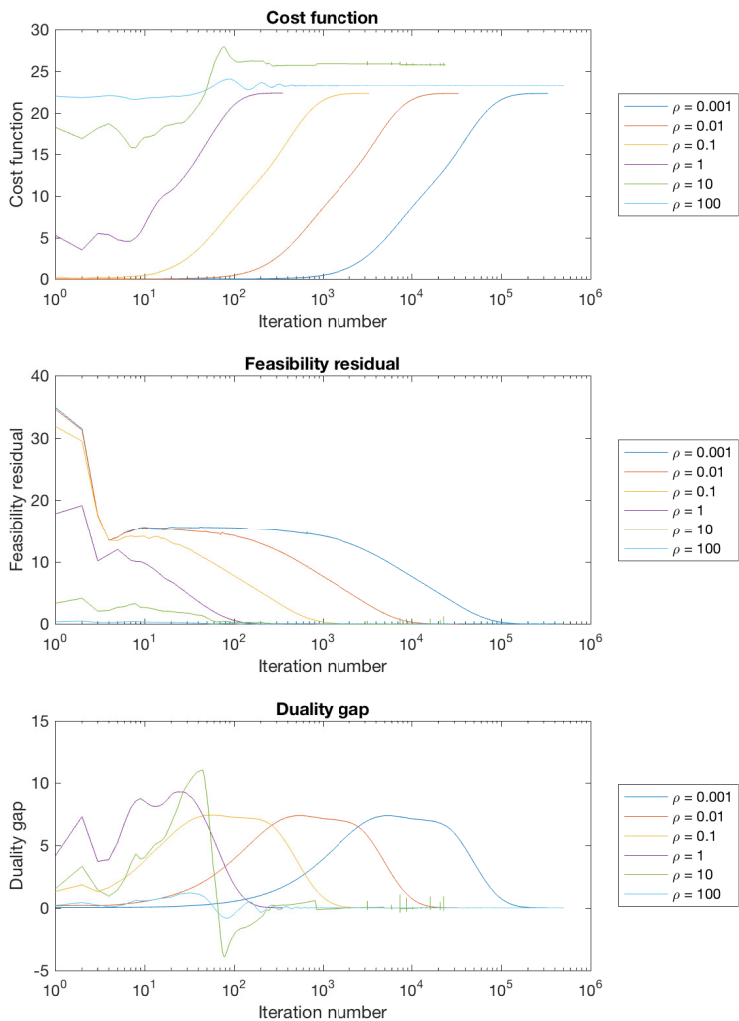 Cost function
30
25
20
15
10
5
0
Cost function
10^0 10^1 10^2 10^3 10^4 10^5 10^6
Iteration number
ρ = 0.001
ρ = 0.01
ρ = 0.1
ρ = 1
ρ = 10
ρ = 100
Feasibility residual
40
30
20
10
0
Feasibility residual
10^0 10^1 10^2 10^3 10^4 10^5 10^6
Iteration number
ρ = 0.001
ρ = 0.01
ρ = 0.1
ρ = 1
ρ = 10
ρ = 100
Duality gap
15
10
5
0
-5
Duality gap
10^0 10^1 10^2 10^3 10^4 10^5 10^6
Iteration number
ρ = 0.001
ρ = 0.01
ρ = 0.1
ρ = 1
ρ = 10
ρ = 100